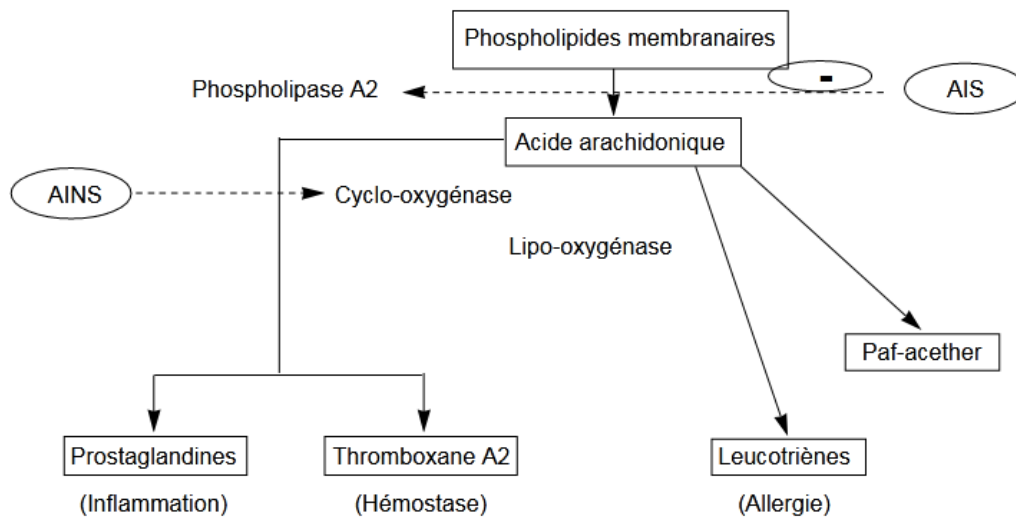 Phospholipides membranaires
-
AIS
Phospholipase A2
Acide arachidonique
AINS
Cyclo-oxygénase
Lipo-oxygénase
Paf-acether
Prostaglandines
Thromboxane A2
Leucotriènes
(Inflammation)
(Hémostase)
(Allergie)